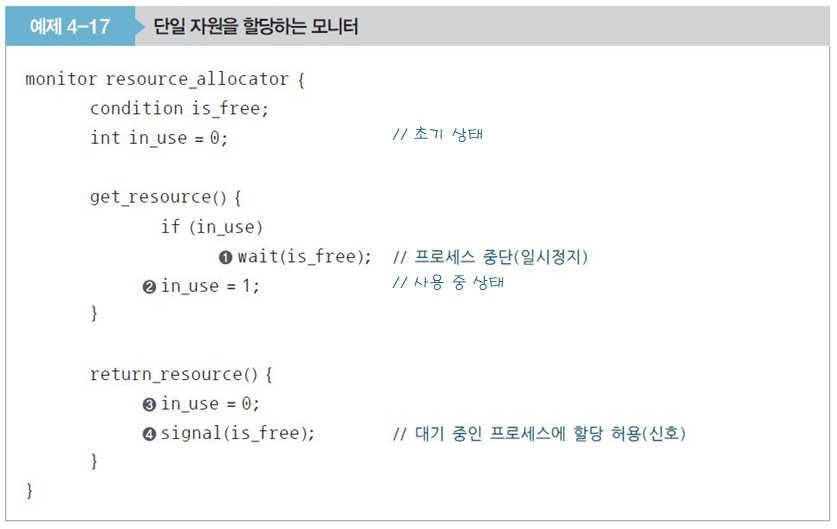 예제 4–17 단일 자원을 할당하는 모니터
monitor resource_allocator {
condition is_free;
int in_use = 0; // 초기 상태
get_resource() {
if (in_use)
❶ wait(is_free); // 프로세스 중단(일시정지)
❷ in_use = 1; // 사용 중 상태
}
return_resource() {
❸ in_use = 0;
❹ signal(is_free); // 대기 중인 프로세스에 할당 허용(신호)
}
}